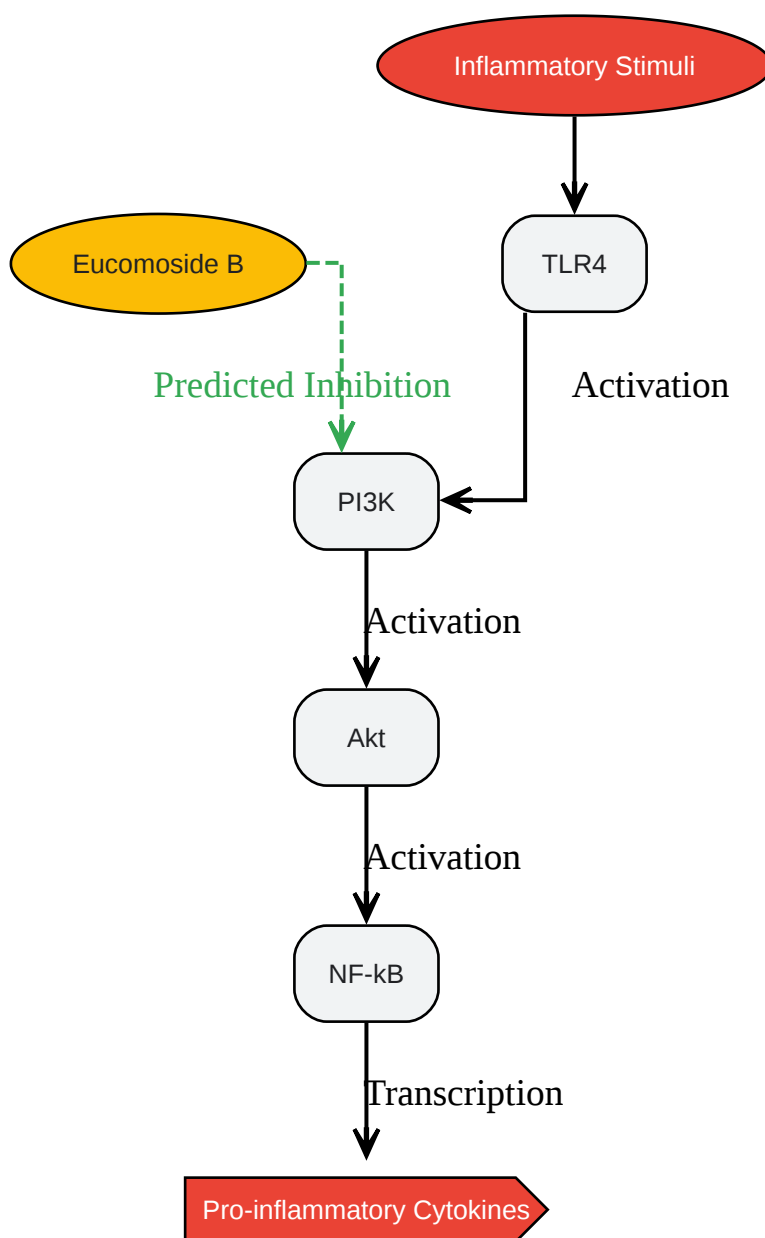 Inflammatory Stimuli
Eucomoside B
TLR4
Predicted Inhibition
Activation
PI3K
Activation
Akt
Activation
NF-kB
Transcription
Pro-inflammatory Cytokines